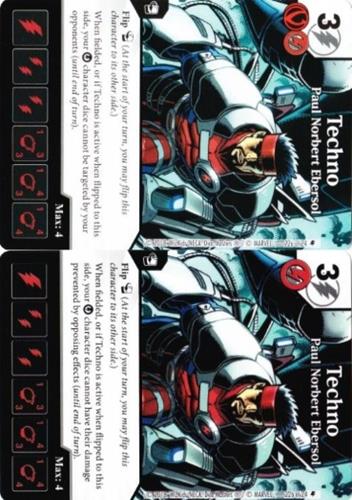 3
Techno
Paul Norbert Ebersol
Flip (At the start of your turn, you may flip this
character to its other side.)
When fielded, or if Techno is active when flipped to this
side, your character dice cannot be targeted by your
opponents (until end of turn).
Max: 4
3
Techno
Paul Norbert Ebersol
Flip (At the start of your turn, you may flip this
character to its other side.)
When fielded, or if Techno is active when flipped to this
side, your character dice cannot have their damage
prevented by opposing effects (until end of turn).
Max: 4